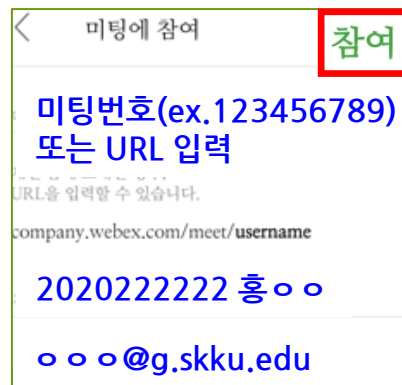 미팅에 참여
참여
미팅번호(ex.123456789)
또는 URL 입력
URL을 입력할 수 있습니다.
company.webex.com/meet/username
2020222222 홍ㅇㅇ
ㅇㅇㅇ@g.skku.edu